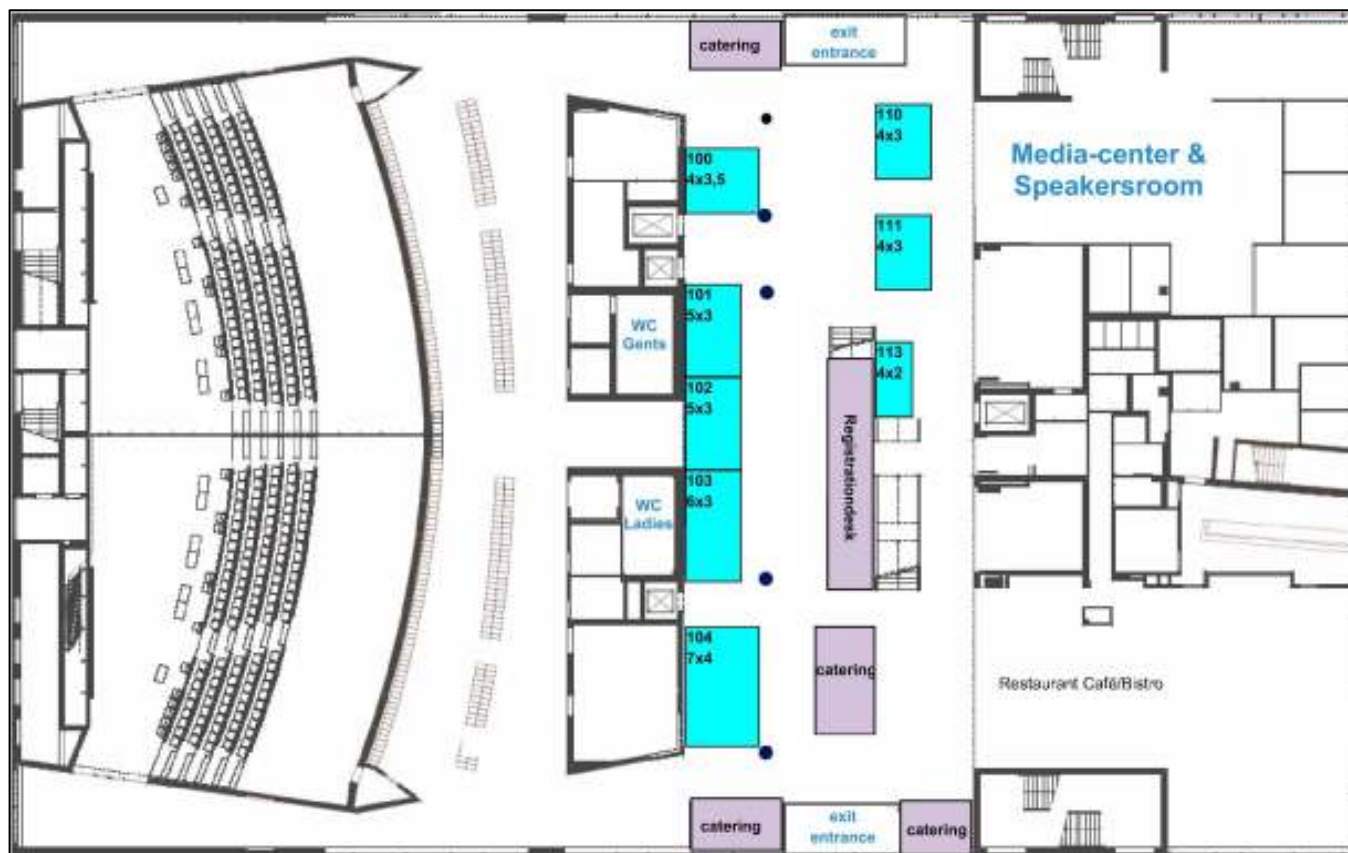 catering
exit
entrance
100
4x3,5
110
4x3
Media-center &
Speakersroom
111
4x3
101
5x3
WC
Gents
113
4x2
102
5x3
Registrationdesk
103
6x3
WC
Ladies
104
7x4
catering
Restaurant Café/Bistro
catering
exit
entrance
catering